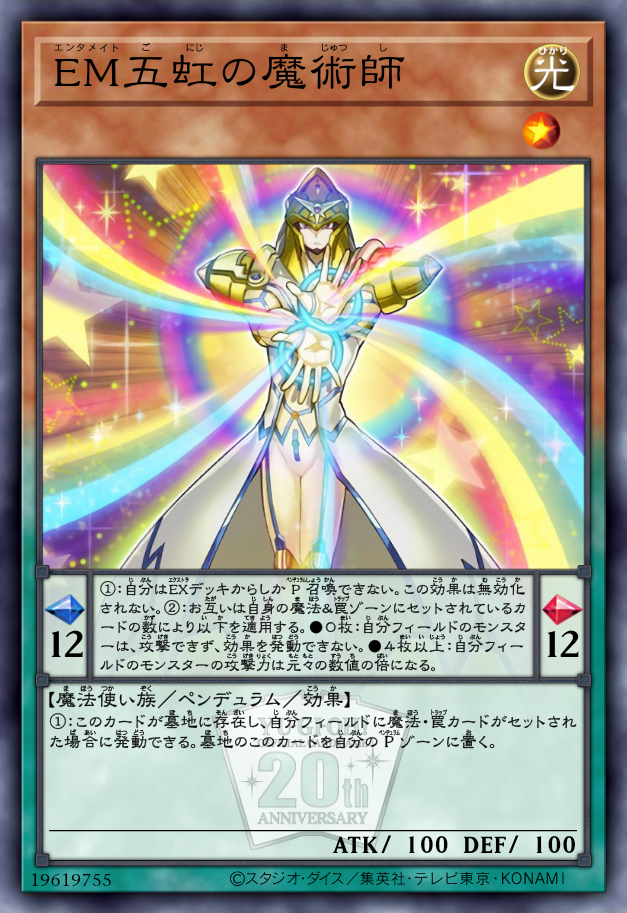 エンタメイト ご にじ ま じゅつ し
EM五虹の魔術師
ひかり
光
①:自分はEXデッキからしかP召喚できない。この効果は無効化
されない。②:お互いは自身の魔法&罠ゾーンにセットされているカ
ードの数により以下を適用する。●0枚:自分フィールドのモンスタ
ーは、攻撃できず、効果を発動できない。●4枚以上:自分フィー
ルドのモンスターの攻撃力は元々の数値の倍になる。
12
12
【魔法使い族/ペンデュラム/効果】
①:このカードが墓地に存在し、自分フィールドに魔法・罠カードがセットされ
た場合に発動できる。墓地のこのカードを自分のPゾーンに置く。
YU-GI-OH!
20th
ANNIVERSARY
ATK/ 100 DEF/ 100
19619755
©スタジオ・ダイス/集英社・テレビ東京・KONAMI